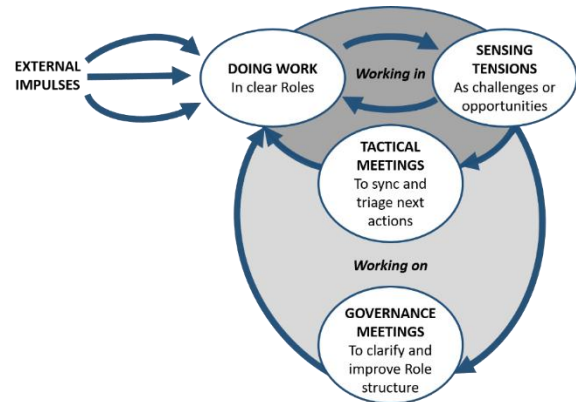 EXTERNAL
IMPULSES
DOING WORK
In clear Roles
Working in
SENSING
TENSIONS
As challenges or
opportunities
TACTICAL
MEETINGS
To sync and
triage next
actions
Working on
GOVERNANCE
MEETINGS
To clarify and
improve Role
structure